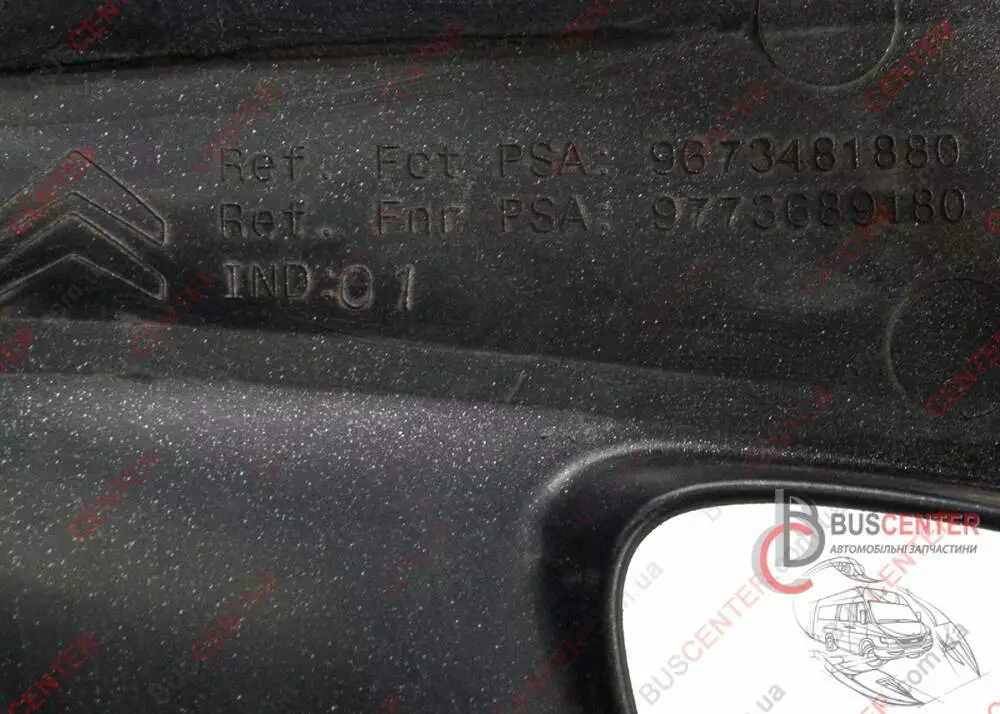 Ref. Fct PSA: 9673481880
Ref. Fnr PSA: 9773689180
IND:01
BUSCENTER
АВТОМОБІЛЬНІ ЗАПЧАСТИНИ